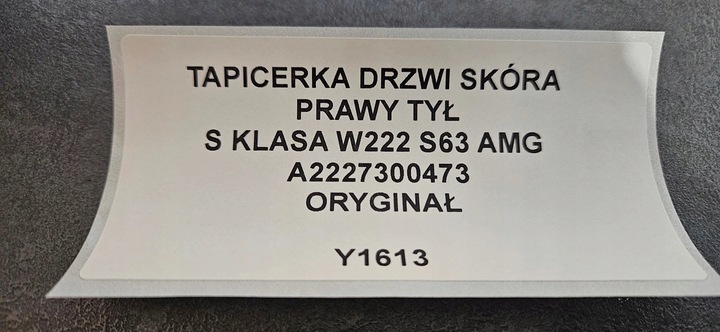 TAPICERKA DRZWI SKÓRA
PRAWY TYŁ
S KLASA W222 S63 AMG
A2227300473
ORYGINAŁ
Y1613